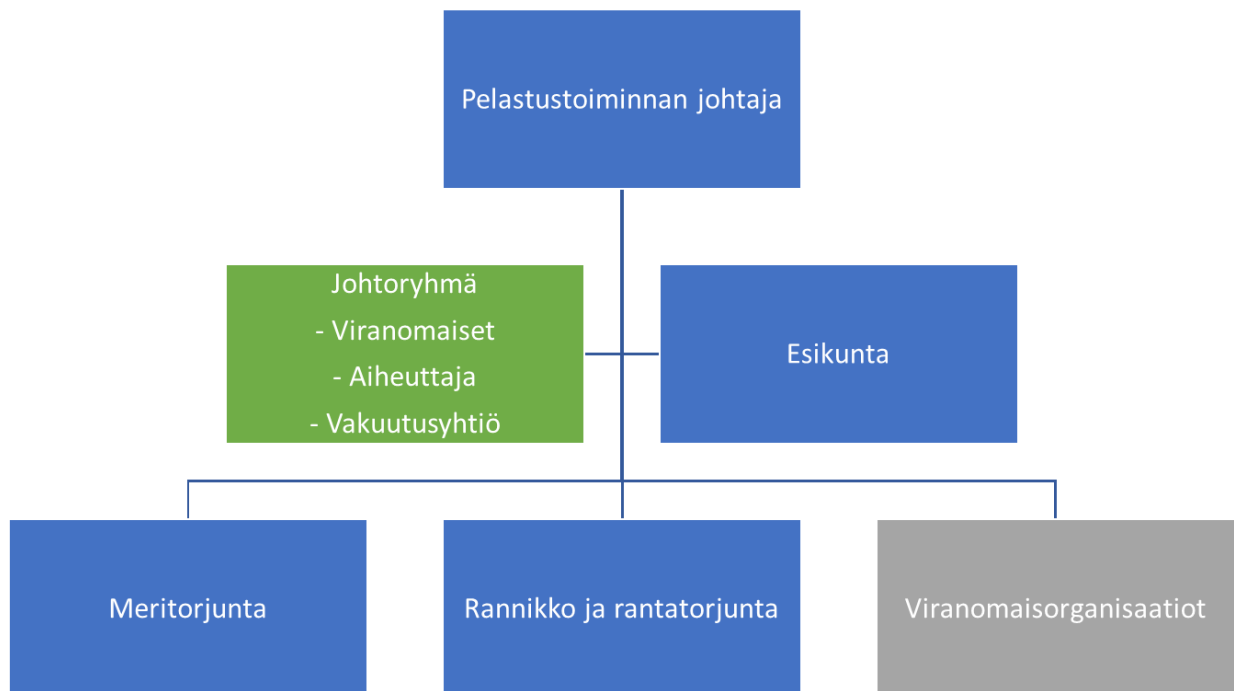 Pelastustoiminnan johtaja
Johtoryhmä
- Viranomaiset
- Aiheuttaja
- Vakuutusyhtiö
Esikunta
Meritorjunta
Rannikko ja rantatorjunta
Viranomaisorganisaatiot